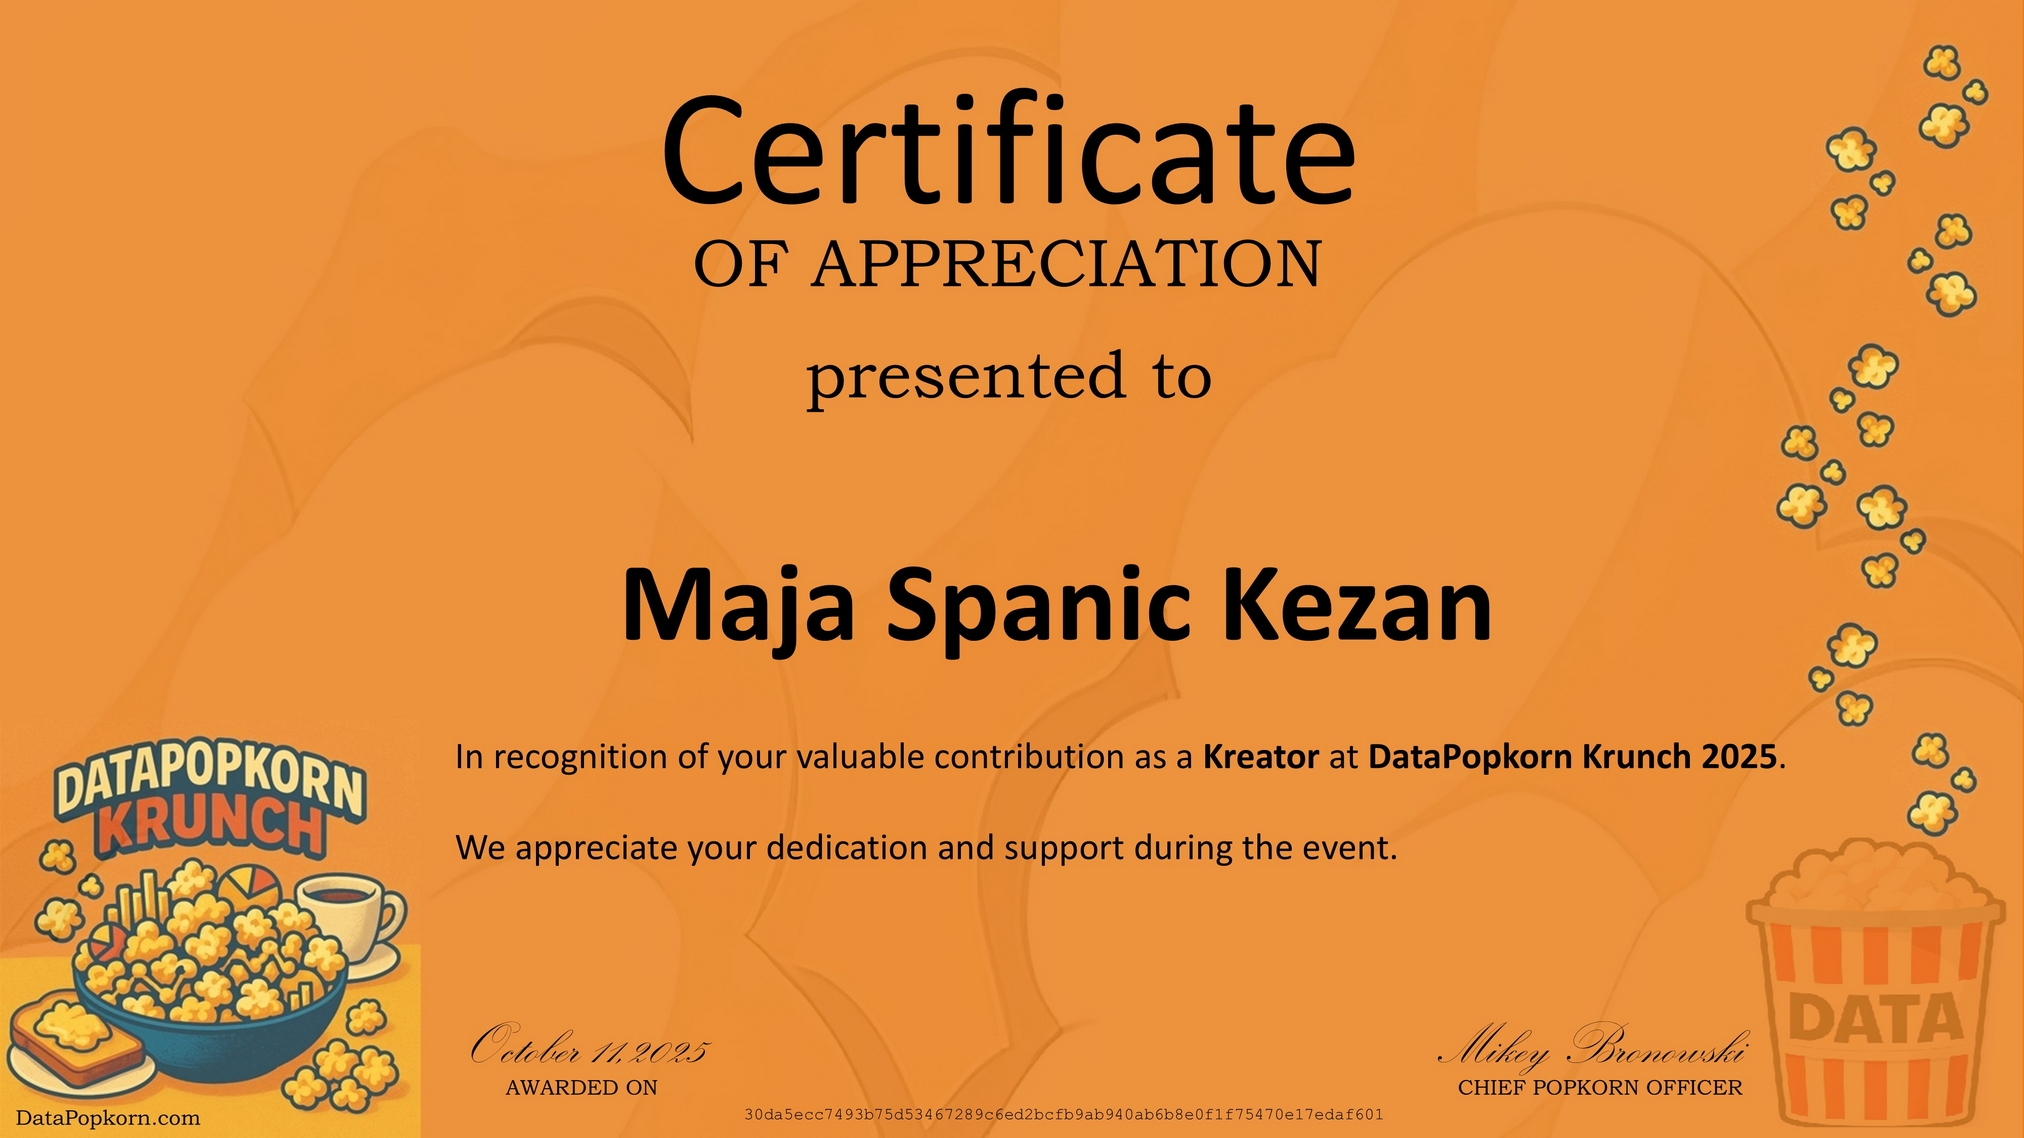 Certificate
OF APPRECIATION
presented to
Maja Spanic Kezan
In recognition of your valuable contribution as a Kreator at DataPopkorn Krunch 2025.
We appreciate your dedication and support during the event.
DATAPOPKORN
KRUNCH
DATA
October 11, 2025
AWARDED ON
Mikey Bronowski
CHIEF POPKORN OFFICER
DataPopkorn.com
30da5ecc7493b75d53467289c6ed2bcfb9ab940ab6b8e0f1f75470e17edaf601